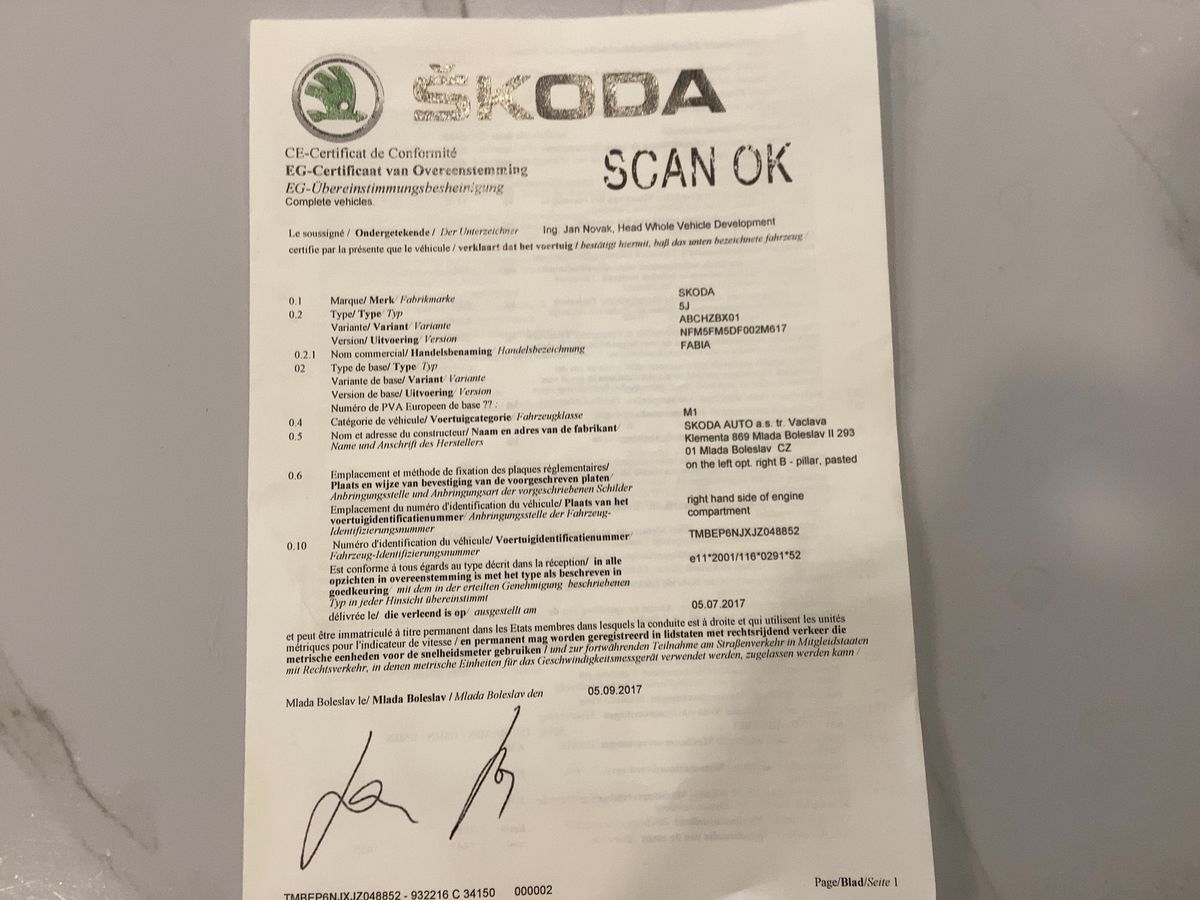 ŠKODA
CE-Certificat de Conformité
EG-Certificaat van Overeenstemming
EG-Übereinstimmungsbesheinigung
Complete vehicles.
SCAN OK
Le soussigné / Ondergetekende / Der Unterzeichner Ing. Jan Novak, Head Whole Vehicle Development
certifie par la présente que le véhicule / verklaart dat het voertuig / bestätigt hiermit, baß das unten bezeichnete fahrzeug /
0.1 Marque/ Merk/ Fabrikmarke SKODA
0.2 Type/ Type/ Typ 5J
Variante/ Variant/ Variante ABCHZBX01
Version/ Uitvoering/ Version NFM5FM5DF002M617
0.2.1 Nom commercial/ Handelsbenaming/ Handelsbezeichnung FABIA
02 Type de base/ Type/ Typ
Variante de base/ Variant/ Variante
Version de base/ Uitvoering/ Version
Numéro de PVA Europeen de base ?? :
0.4 Catégorie de véhicule/ Voertuigcategorie/ Fahrzeugklasse M1
0.5 Nom et adresse du constructeur/ Naam en adres van de fabrikant/ SKODA AUTO a.s. tr. Vaclava
Name und Anschrift des Herstellers Klementa 869 Mlada Boleslav II 293
01 Mlada Boleslav CZ
0.6 Emplacement et méthode de fixation des plaques réglementaires/ on the left opt. right B - pillar, pasted
Plaats en wijze van bevestiging van de voorgeschreven platen/
Anbringungsstelle und Anbringungsart der vorgeschriebenen Schilder
Emplacement du numéro d'identification du véhicule/ Plaats van het right hand side of engine
voertuigidentificatienummer/ Anbringungsstelle der Fahrzeug- compartment
Identifizierungsnummer
0.10 Numéro d'identification du véhicule/ Voertuigidentificatienummer/ TMBEP6NJXJZ048852
Fahrzeug-Identifizierungsnummer
Est conforme à tous égards au type décrit dans la réception/ in alle e11*2001/116*0291*52
opzichten in overeenstemming is met het type als beschreven in
goedkeuring/ mit dem in der erteilten Genehmigung beschriebenen
Typ in jeder Hinsicht übereinstimmt
délivrée le/ die verleend is op/ ausgestellt am 05.07.2017
et peut être immatriculé à titre permanent dans les Etats membres dans lesquels la conduite est à droite et qui utilisent les unités
métriques pour l'indicateur de vitesse / en permanent mag worden geregistreerd in lidstaten met rechtsrijdend verkeer die
metrische eenheden voor de snelheidsmeter gebruiken / und zur fortwährenden Teilnahme am Straßenverkehr in Mitgliedstaaten
mit Rechtsverkehr, in denen metrische Einheiten für das Geschwindigkeitsmessgerät verwendet werden, zugelassen werden kann /
Mlada Boleslav le/ Mlada Boleslav / Mlada Boleslav den 05.09.2017
TMBEP6NJXJZ048852 - 932216 C 34150 000002
Page/Blad/Seite 1